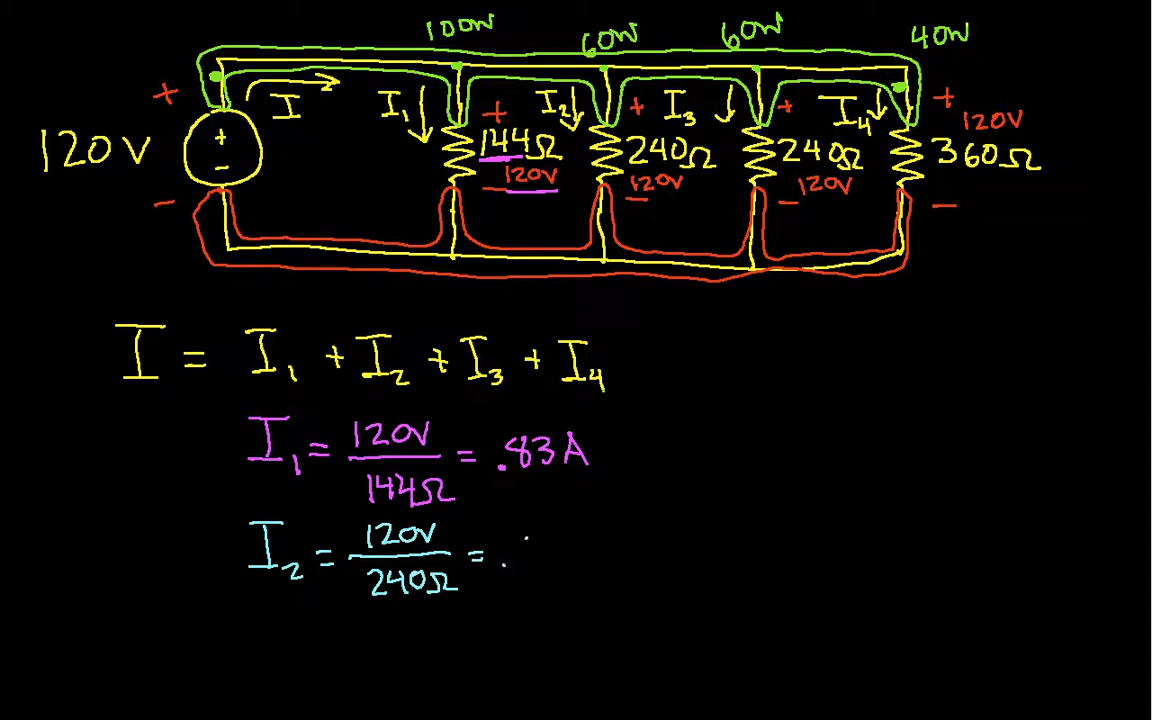 100W 60W 60W 40W
+ I I₁ + I₂ + I₃ + I₄ + 120V
120V + - 144Ω 240Ω 240Ω 360Ω
- - 120V 120V - 120V - -
I = I₁ + I₂ + I₃ + I₄
I₁ = 120V / 144Ω = .83A
I₂ = 120V / 240Ω = .